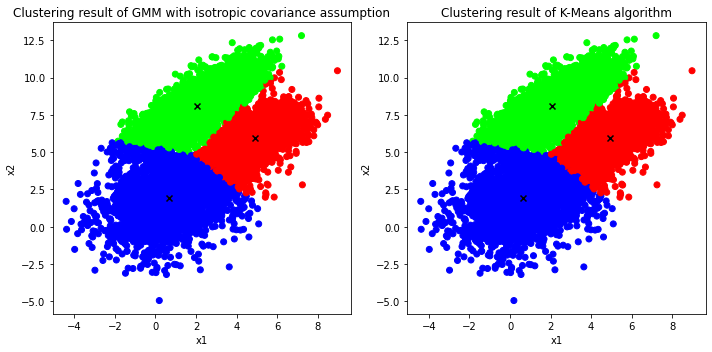 Clustering result of GMM with isotropic covariance assumption
Clustering result of K-Means algorithm
12.5
10.0
7.5
5.0
2.5
0.0
−2.5
−5.0
x2
−4 −2 0 2 4 6 8
x1
12.5
10.0
7.5
5.0
2.5
0.0
−2.5
−5.0
x2
−4 −2 0 2 4 6 8
x1